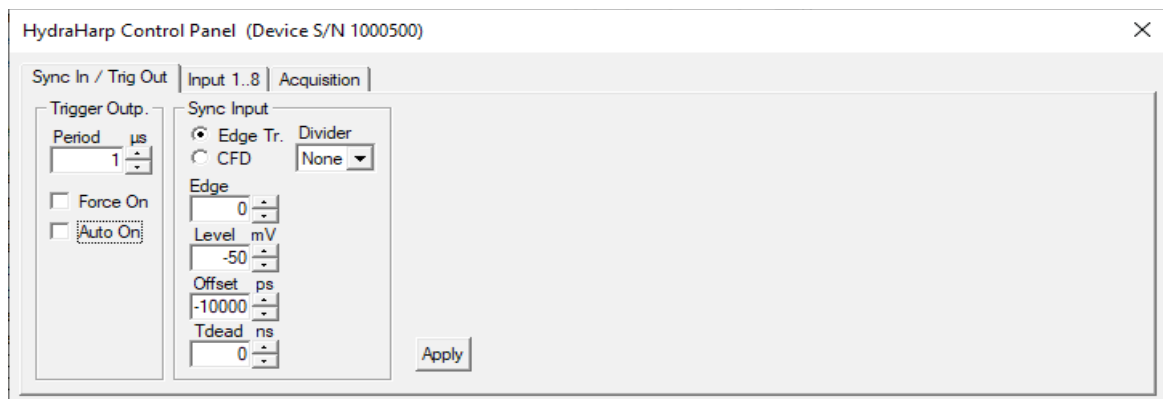 HydraHarp Control Panel (Device S/N 1000500)
Sync In / Trig Out Input 1..8 Acquisition
Trigger Outp.
Period µs
1
Force On
Auto On
Sync Input
Edge Tr. Divider
CFD None
Edge
0
Level mV
-50
Offset ps
-10000
Tdead ns
0
Apply